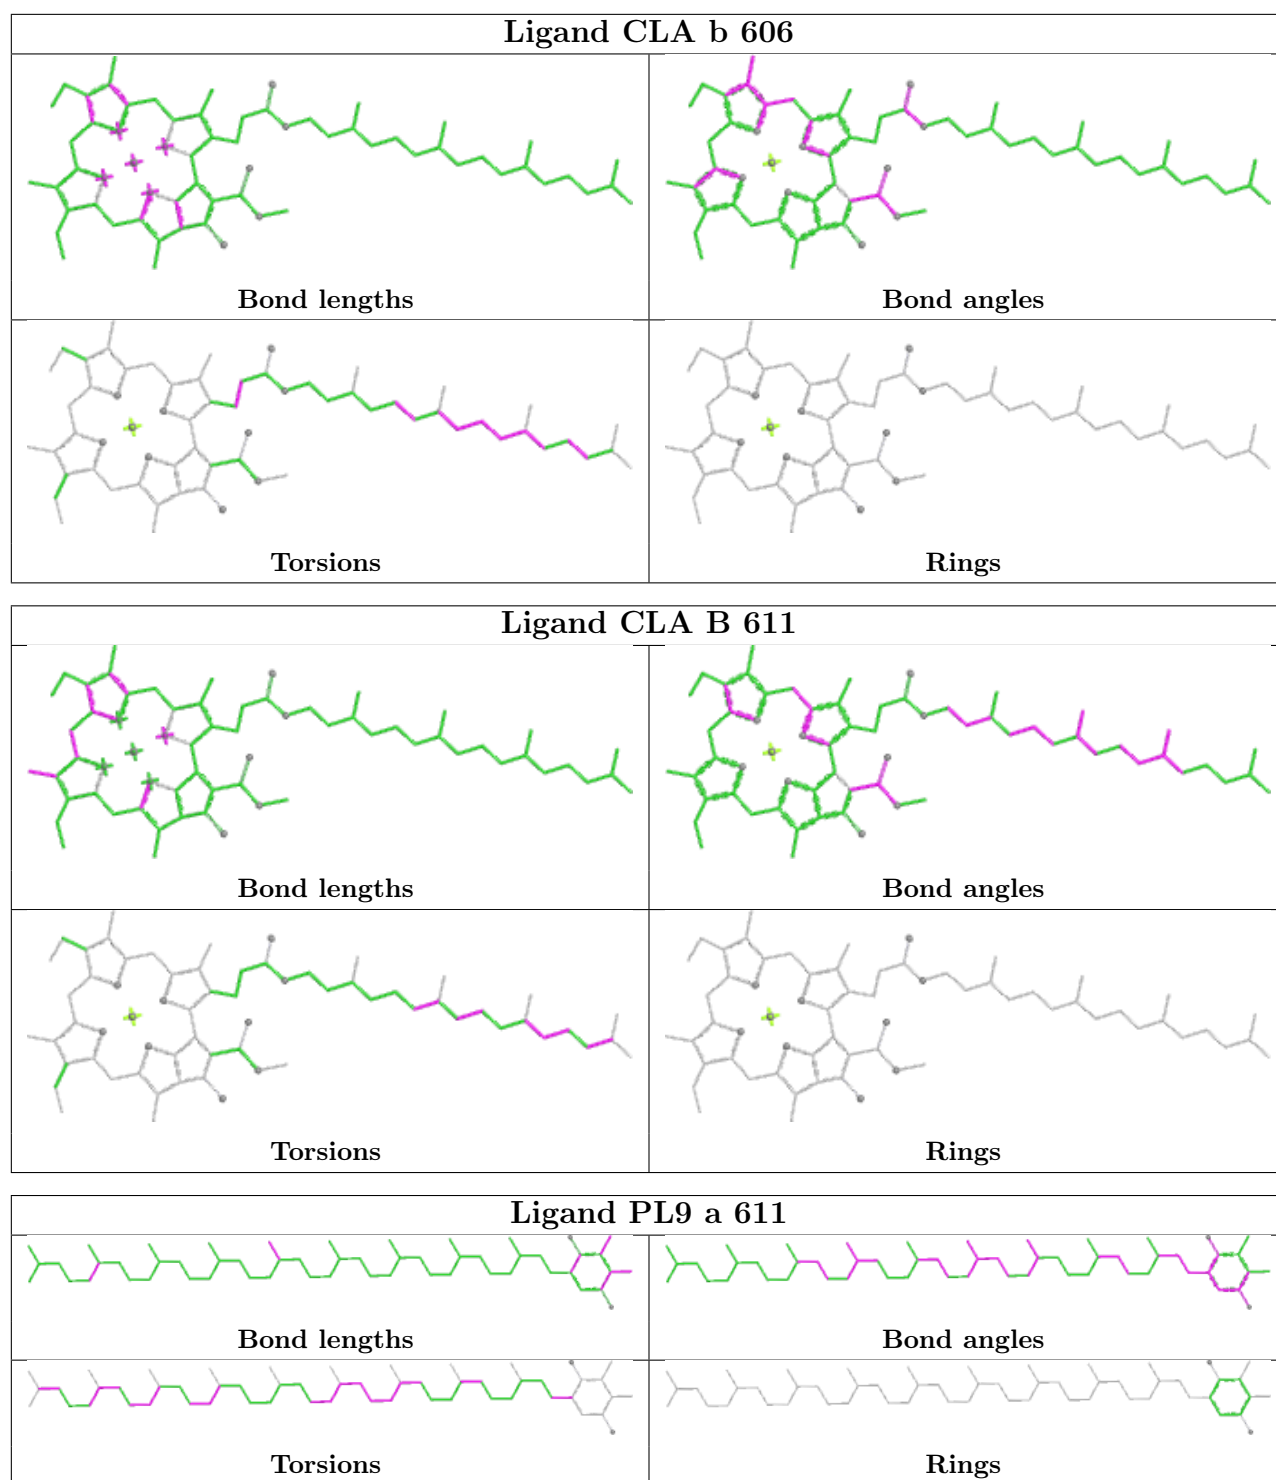 Ligand CLA b 606
Bond lengths
Bond angles
Torsions
Rings
Ligand CLA B 611
Bond lengths
Bond angles
Torsions
Rings
Ligand PL9 a 611
Bond lengths
Bond angles
Torsions
Rings